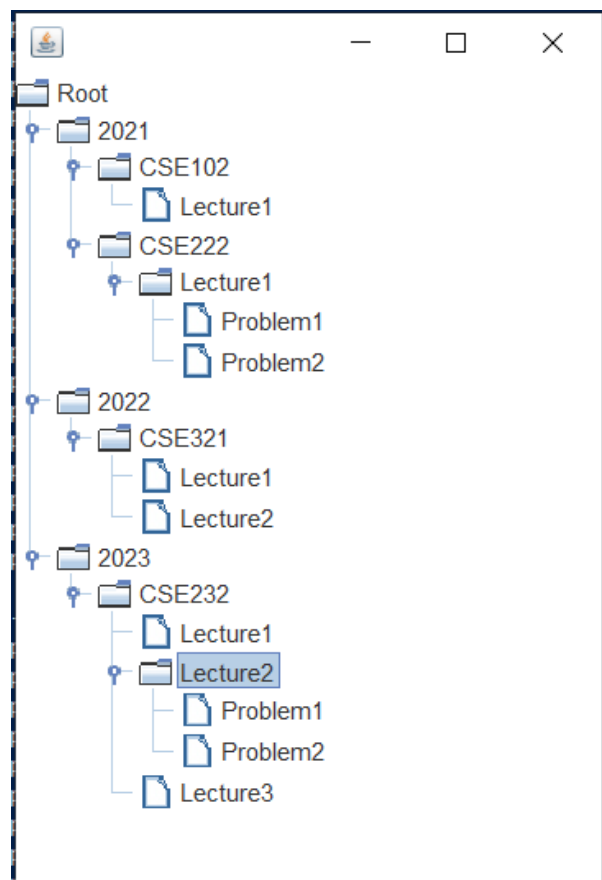 Root
2021
CSE102
Lecture1
CSE222
Lecture1
Problem1
Problem2
2022
CSE321
Lecture1
Lecture2
2023
CSE232
Lecture1
Lecture2
Problem1
Problem2
Lecture3